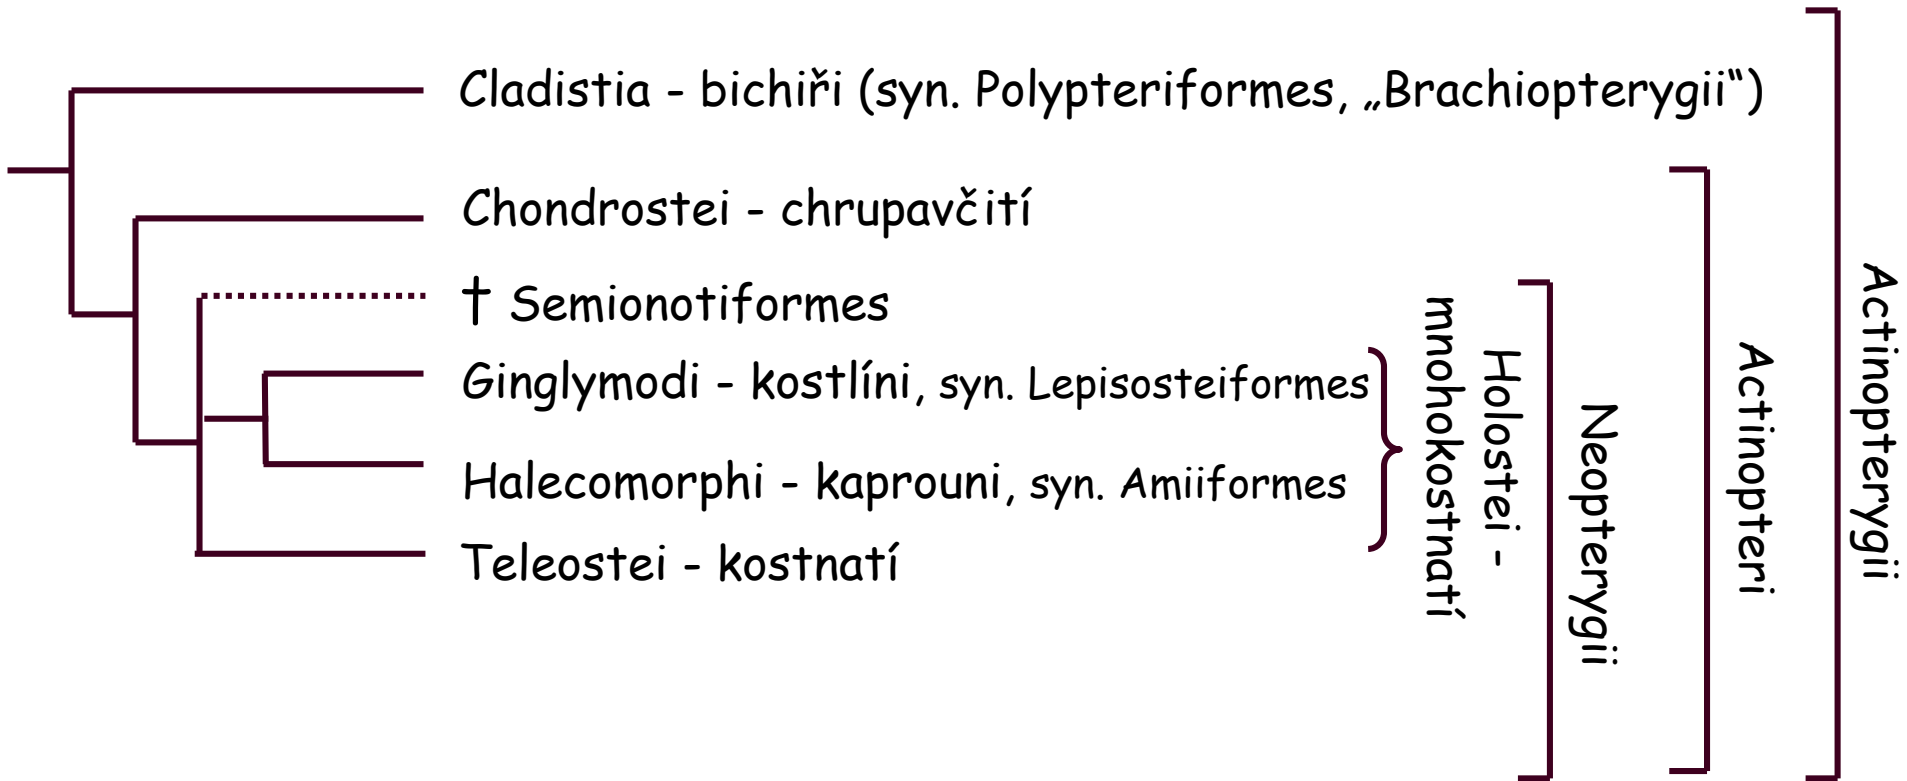 Cladistia - bichiři (syn. Polypteriformes, „Brachiopterygii“)
Chondrostei - chrupavčití
† Semionotiformes
Ginglymodi - kostlíni, syn. Lepisosteiformes
Halecomorphi - kaprouni, syn. Amiiformes
Teleostei - kostnatí
Holostei -
mnohokostnatí
Neopterygii
Actinopteri
Actinopterygii